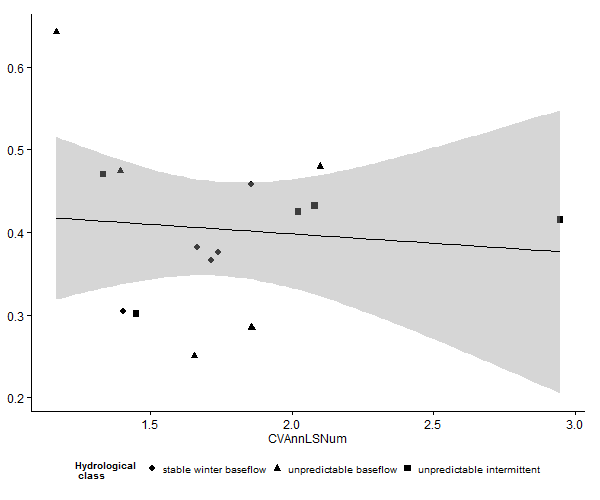 0.6
0.5
0.4
0.3
0.2
1.5 2.0 2.5 3.0
CVAnnLSNum
Hydrological
class
stable winter baseflow unpredictable baseflow unpredictable intermittent